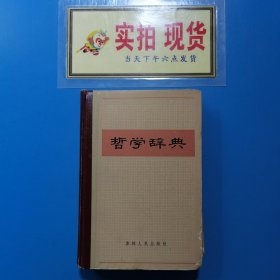 实拍 现货
当天下午六点发货
哲学辞典
吉林人民出版社